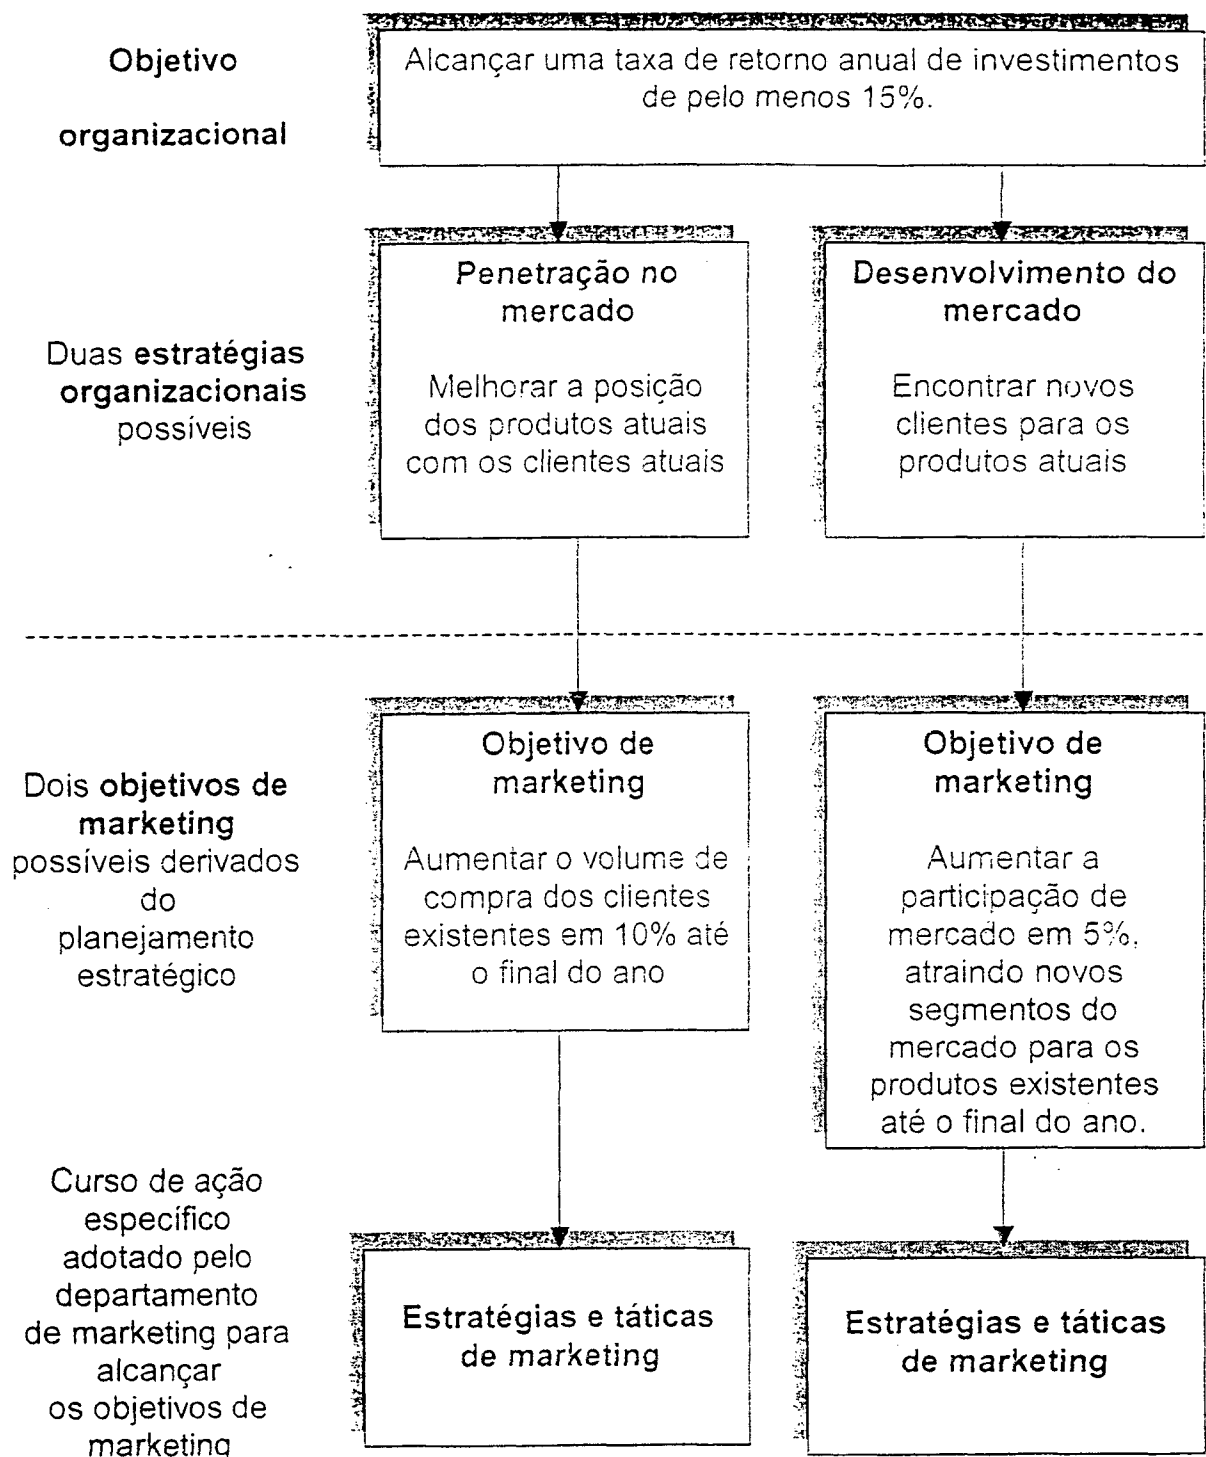 Objetivo
organizacional
Alcançar uma taxa de retorno anual de investimentos
de pelo menos 15%.
Duas estratégias
organizacionais
possíveis
Penetração no
mercado
Melhorar a posição
dos produtos atuais
com os clientes atuais
Desenvolvimento do
mercado
Encontrar novos
clientes para os
produtos atuais
Dois objetivos de
marketing
possíveis derivados
do
planejamento
estratégico
Objetivo de
marketing
Aumentar o volume de
compra dos clientes
existentes em 10% até
o final do ano
Objetivo de
marketing
Aumentar a
participação de
mercado em 5%,
atraindo novos
segmentos do
mercado para os
produtos existentes
até o final do ano.
Curso de ação
específico
adotado pelo
departamento
de marketing para
alcançar
os objetivos de
marketing
Estratégias e táticas
de marketing
Estratégias e táticas
de marketing